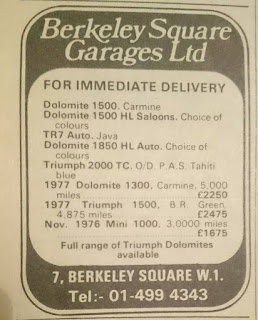 Berkeley Square
Garages Ltd
FOR IMMEDIATE DELIVERY
Dolomite 1500. Carmine
Dolomite 1500 HL Saloons. Choice of
colours
TR7 Auto. Java
Dolomite 1850 HL Auto. Choice of
colours
Triumph 2000 TC. O/D. P.A.S. Tahiti
blue
1977 Dolomite 1300, Carmine. 5,000
miles £2250
1977 Triumph 1500, B.R. Green.
4,875 miles £2475
Nov. 1976 Mini 1000, 3,0000 miles
£1675
Full range of Triumph Dolomites
available
7, BERKELEY SQUARE W.1.
Tel:- 01-499 4343